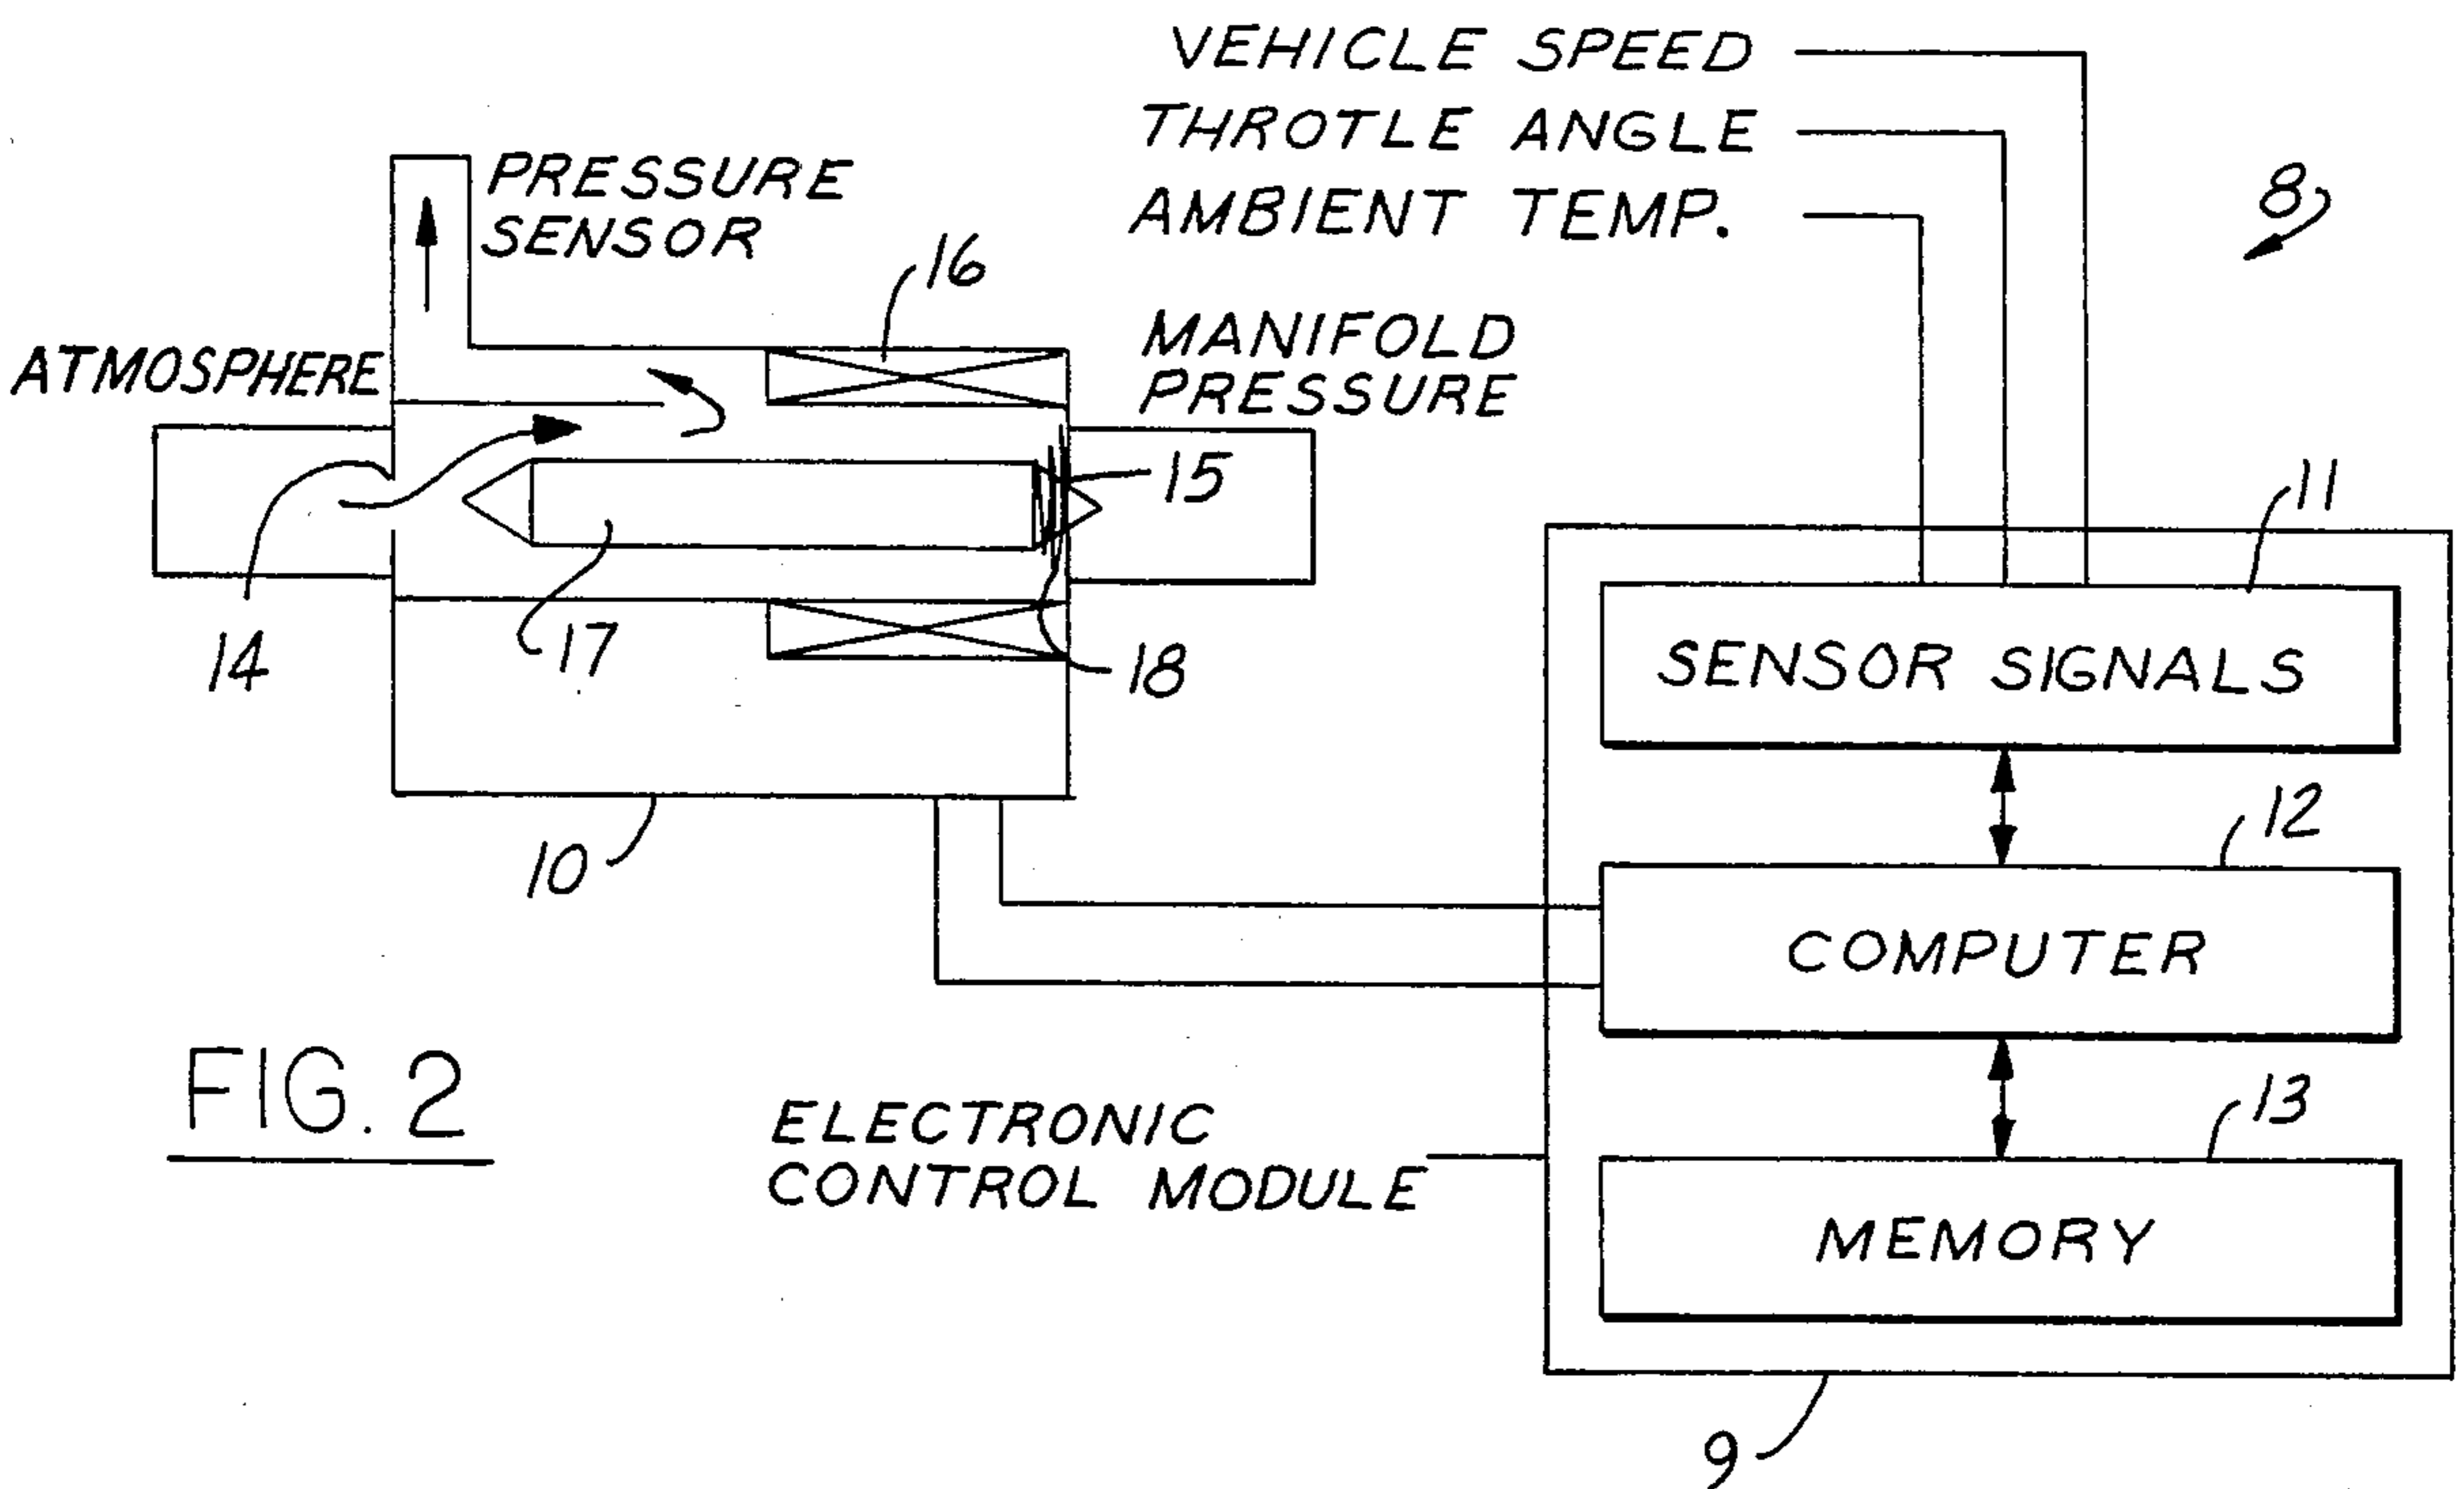 VEHICLE SPEED
THROTLE ANGLE
AMBIENT TEMP.
8
PRESSURE
SENSOR
16
ATMOSPHERE
MANIFOLD
PRESSURE
15
11
14
17
18
SENSOR SIGNALS
10
12
COMPUTER
FIG. 2
ELECTRONIC
CONTROL MODULE
13
MEMORY
9